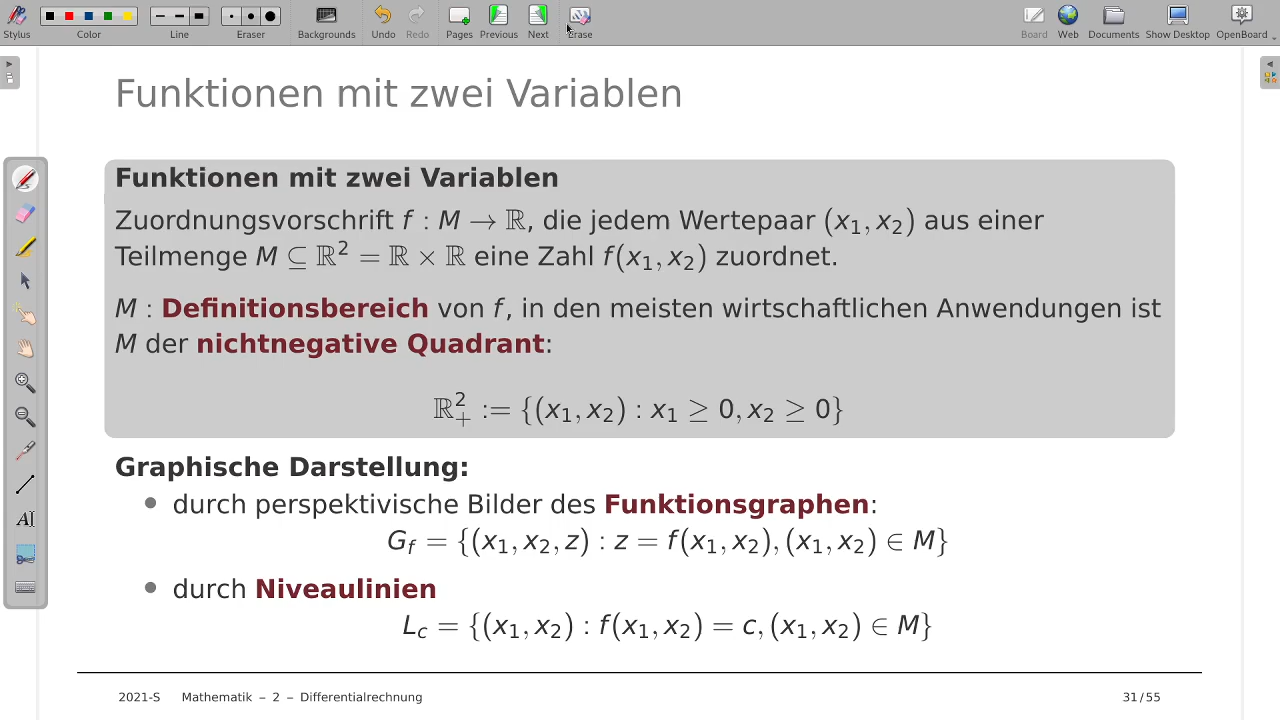 Stylus Color Line Eraser Backgrounds Undo Redo Pages Previous Next Erase Board Web Documents Show Desktop OpenBoard
Funktionen mit zwei Variablen
Funktionen mit zwei Variablen
Zuordnungsvorschrift f : M → ℝ, die jedem Wertepaar (x₁, x₂) aus einer
Teilmenge M ⊆ ℝ² = ℝ × ℝ eine Zahl f(x₁, x₂) zuordnet.
M : Definitionsbereich von f, in den meisten wirtschaftlichen Anwendungen ist
M der nichtnegative Quadrant:
ℝ²₊ := {(x₁, x₂) : x₁ ≥ 0, x₂ ≥ 0}
Graphische Darstellung:
• durch perspektivische Bilder des Funktionsgraphen:
G_f = {(x₁, x₂, z) : z = f(x₁, x₂), (x₁, x₂) ∈ M}
• durch Niveaulinien
L_c = {(x₁, x₂) : f(x₁, x₂) = c, (x₁, x₂) ∈ M}
2021-S Mathematik – 2 – Differentialrechnung 31 / 55